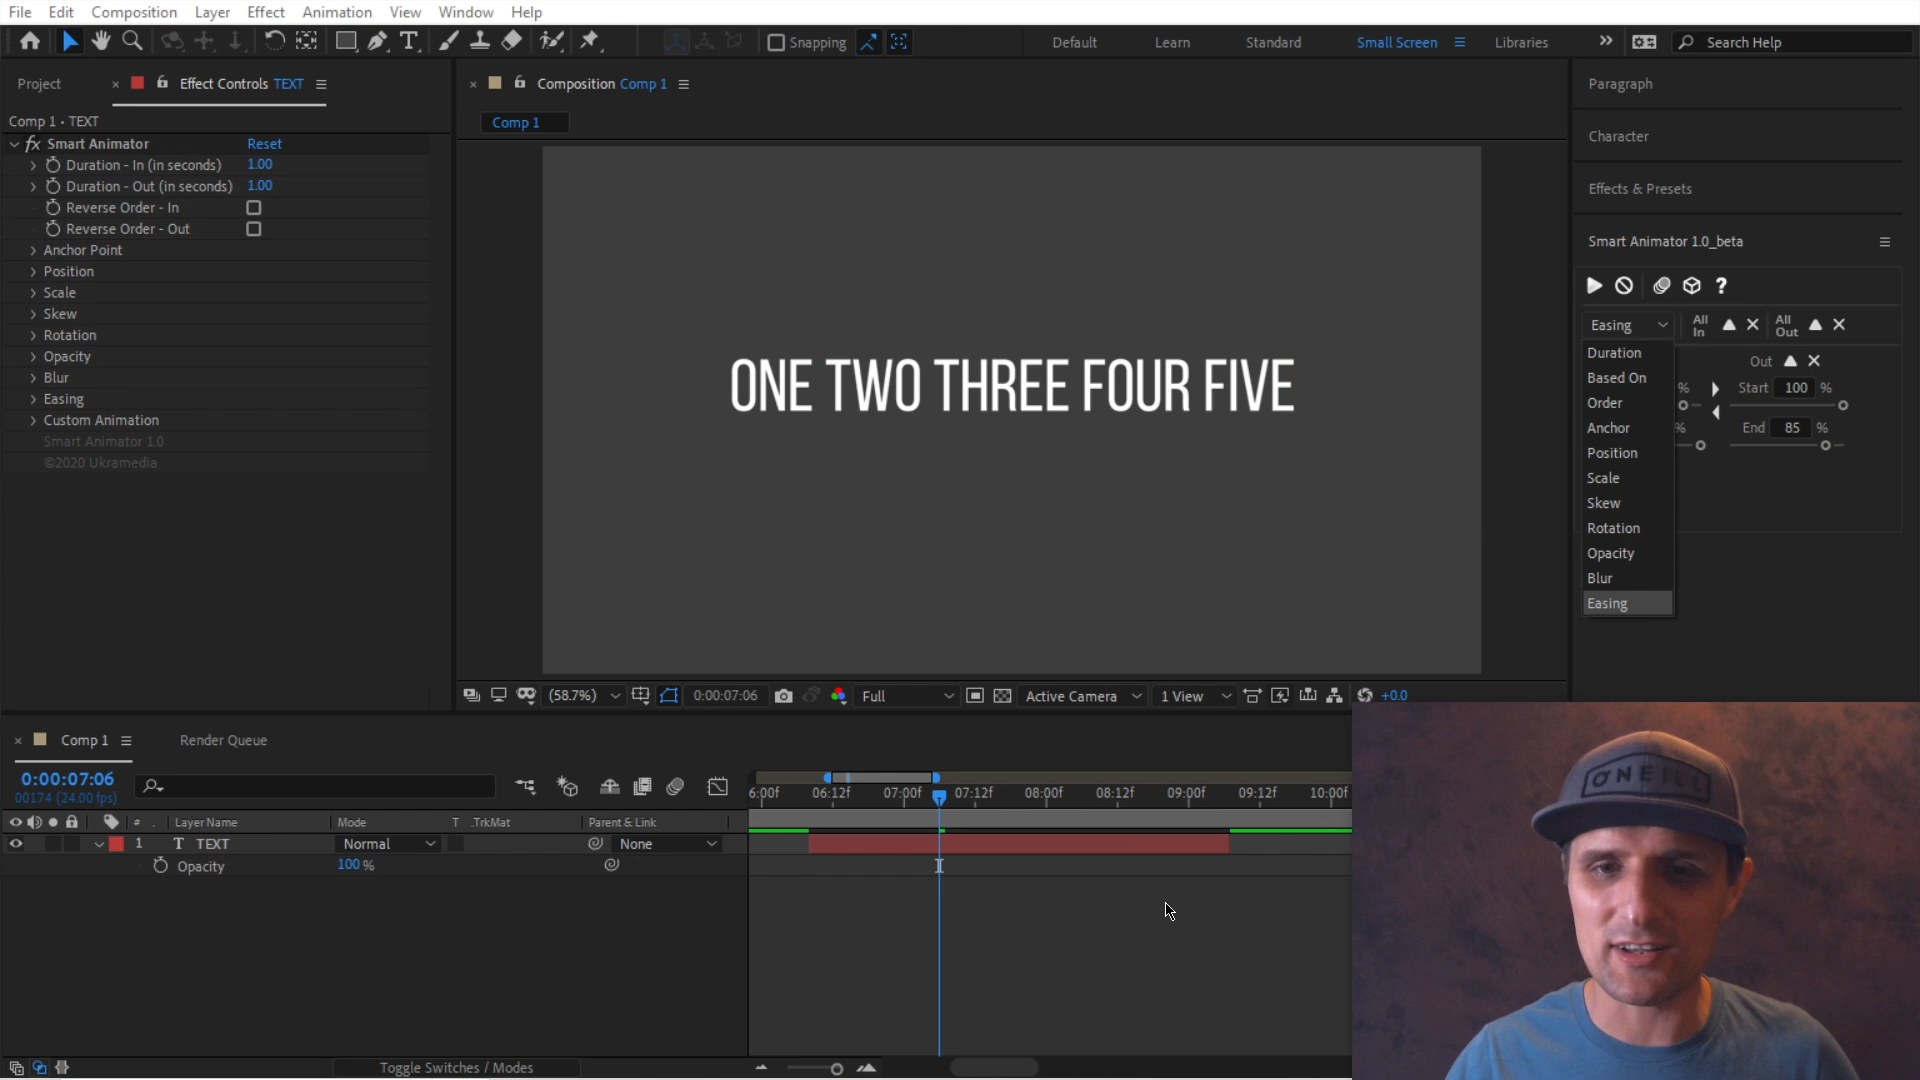 File Edit Composition Layer Effect Animation View Window Help
Snapping Default Learn Standard Small Screen Libraries Search Help
Project Effect Controls TEXT
Comp 1 • TEXT
fx Smart Animator Reset
Duration - In (in seconds) 1.00
Duration - Out (in seconds) 1.00
Reverse Order - In
Reverse Order - Out
Anchor Point
Position
Scale
Skew
Rotation
Opacity
Blur
Easing
Custom Animation
Smart Animator 1.0
©2020 Ukramedia
Composition Comp 1
Comp 1
ONE TWO THREE FOUR FIVE
(58.7%) 0:00:07:06 Full Active Camera 1 View +0.0
Paragraph
Character
Effects & Presets
Smart Animator 1.0_beta
?
Easing All In All Out
Duration
Based On
Order
Anchor
Position
Scale
Skew
Rotation
Opacity
Blur
Easing
Out
% Start 100 %
% End 85 %
Comp 1 Render Queue
0:00:07:06
00174 (24.00 fps)
6:00f 06:12f 07:00f 07:12f 08:00f 08:12f 09:00f 09:12f 10:00f
# . Layer Name Mode T .TrkMat Parent & Link
1 T TEXT Normal None
Opacity 100 %
Toggle Switches / Modes
O'NEILL